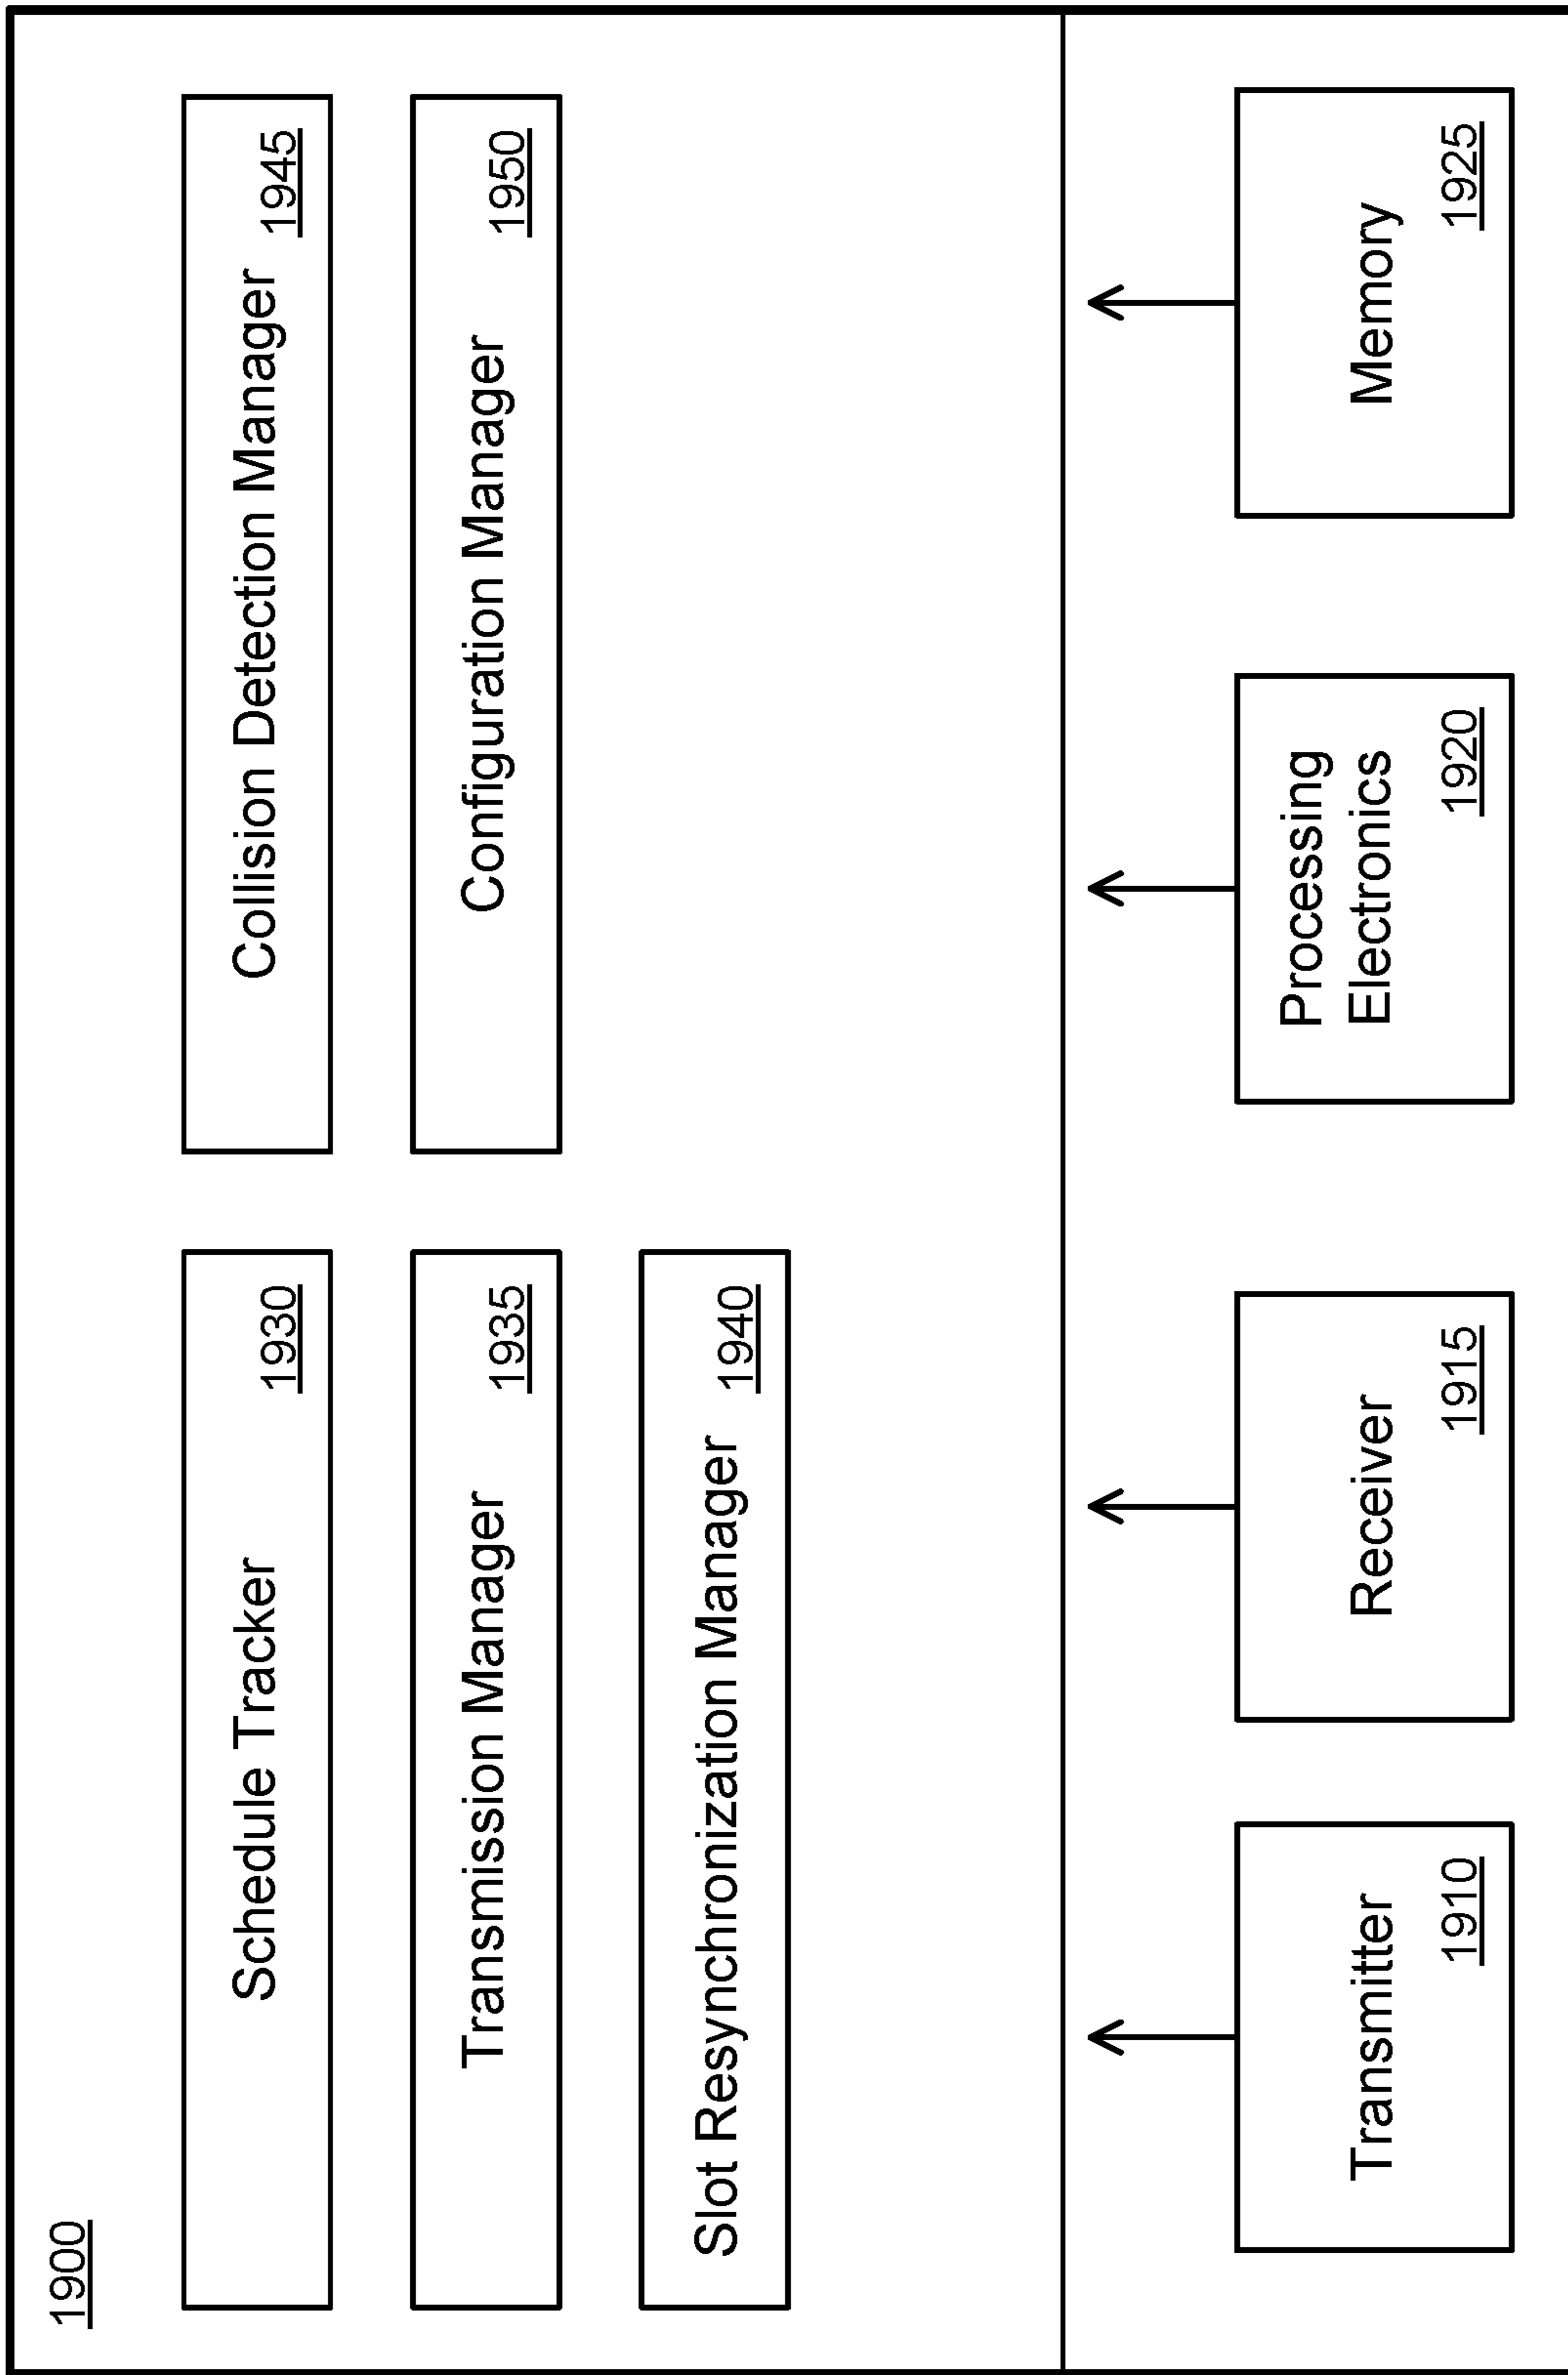 1900
Schedule Tracker
1930
Transmission Manager
1935
Slot Resynchronization Manager
1940
Collision Detection Manager
1945
Configuration Manager
1950
Transmitter
1910
Receiver
1915
Processing
Electronics
1920
Memory
1925